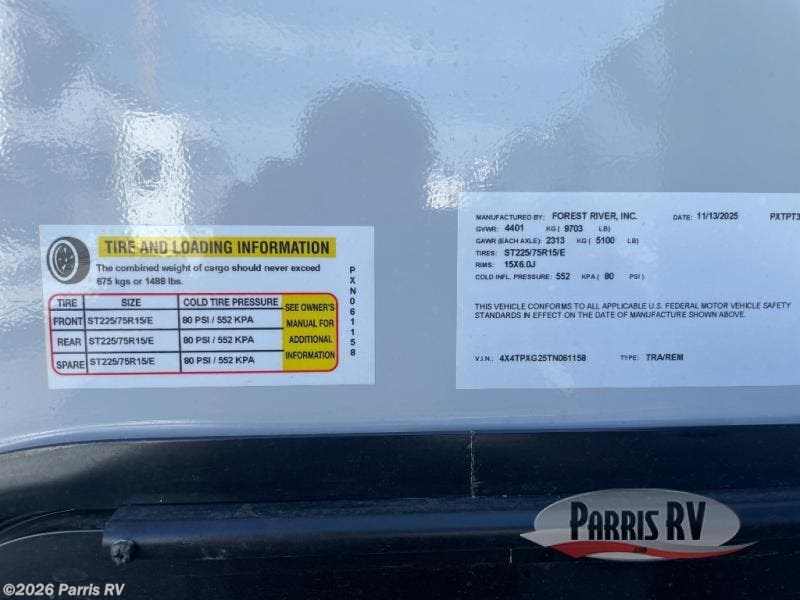 TIRE AND LOADING INFORMATION
The combined weight of cargo should never exceed
675 kgs or 1488 lbs.
TIRE SIZE COLD TIRE PRESSURE
FRONT ST225/75R15/E 80 PSI / 552 KPA
REAR ST225/75R15/E 80 PSI / 552 KPA
SPARE ST225/75R15/E 80 PSI / 552 KPA
SEE OWNER'S
MANUAL FOR
ADDITIONAL
INFORMATION
PXN061158
MANUFACTURED BY: FOREST RIVER, INC. DATE: 11/13/2025 PXTPT3
GVWR: 4401 KG ( 9703 LB)
GAWR (EACH AXLE): 2313 KG ( 5100 LB)
TIRES: ST225/75R15/E
RIMS: 15X6.0J
COLD INFL. PRESSURE: 552 KPA ( 80 PSI)
THIS VEHICLE CONFORMS TO ALL APPLICABLE U.S. FEDERAL MOTOR VEHICLE SAFETY
STANDARDS IN EFFECT ON THE DATE OF MANUFACTURE SHOWN ABOVE.
V.I.N.: 4X4TPXG25TN061158 TYPE: TRA/REM
PARRIS RV
©2026 Parris RV